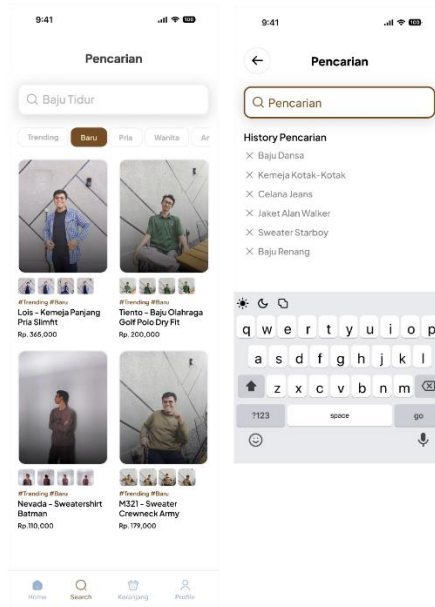 9:41
Pencarian
Baju Tidur
Trending Baru Pria Wanita Ar
#Trending #Baru
Lois - Kemeja Panjang
Pria Slimfit
Rp. 365,000
#Trending #Baru
Tiento - Baju Olahraga
Golf Polo Dry Fit
Rp. 200,000
#Trending #Baru
Nevada - Sweatershirt
Batman
Rp.110,000
#Trending #Baru
M321 - Sweater
Crewneck Army
Rp. 179,000
Home Search Keranjang Profile
9:41
Pencarian
Pencarian
History Pencarian
Baju Dansa
Kemeja Kotak-Kotak
Celana Jeans
Jaket Alan Walker
Sweater Starboy
Baju Renang
q w e r t y u i o p
a s d f g h j k l
z x c v b n m
?123 space go